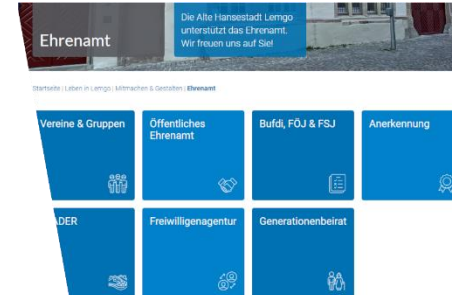 Ehrenamt
Die Alte Hansestadt Lemgo
unterstützt das Ehrenamt.
Wir freuen uns auf Sie!
Startseite | Leben in Lemgo | Mitmachen & Gestalten | Ehrenamt
Vereine & Gruppen
Öffentliches
Ehrenamt
Bufdi, FÖJ & FSJ
Anerkennung
ADER
Freiwilligenagentur
Generationenbeirat